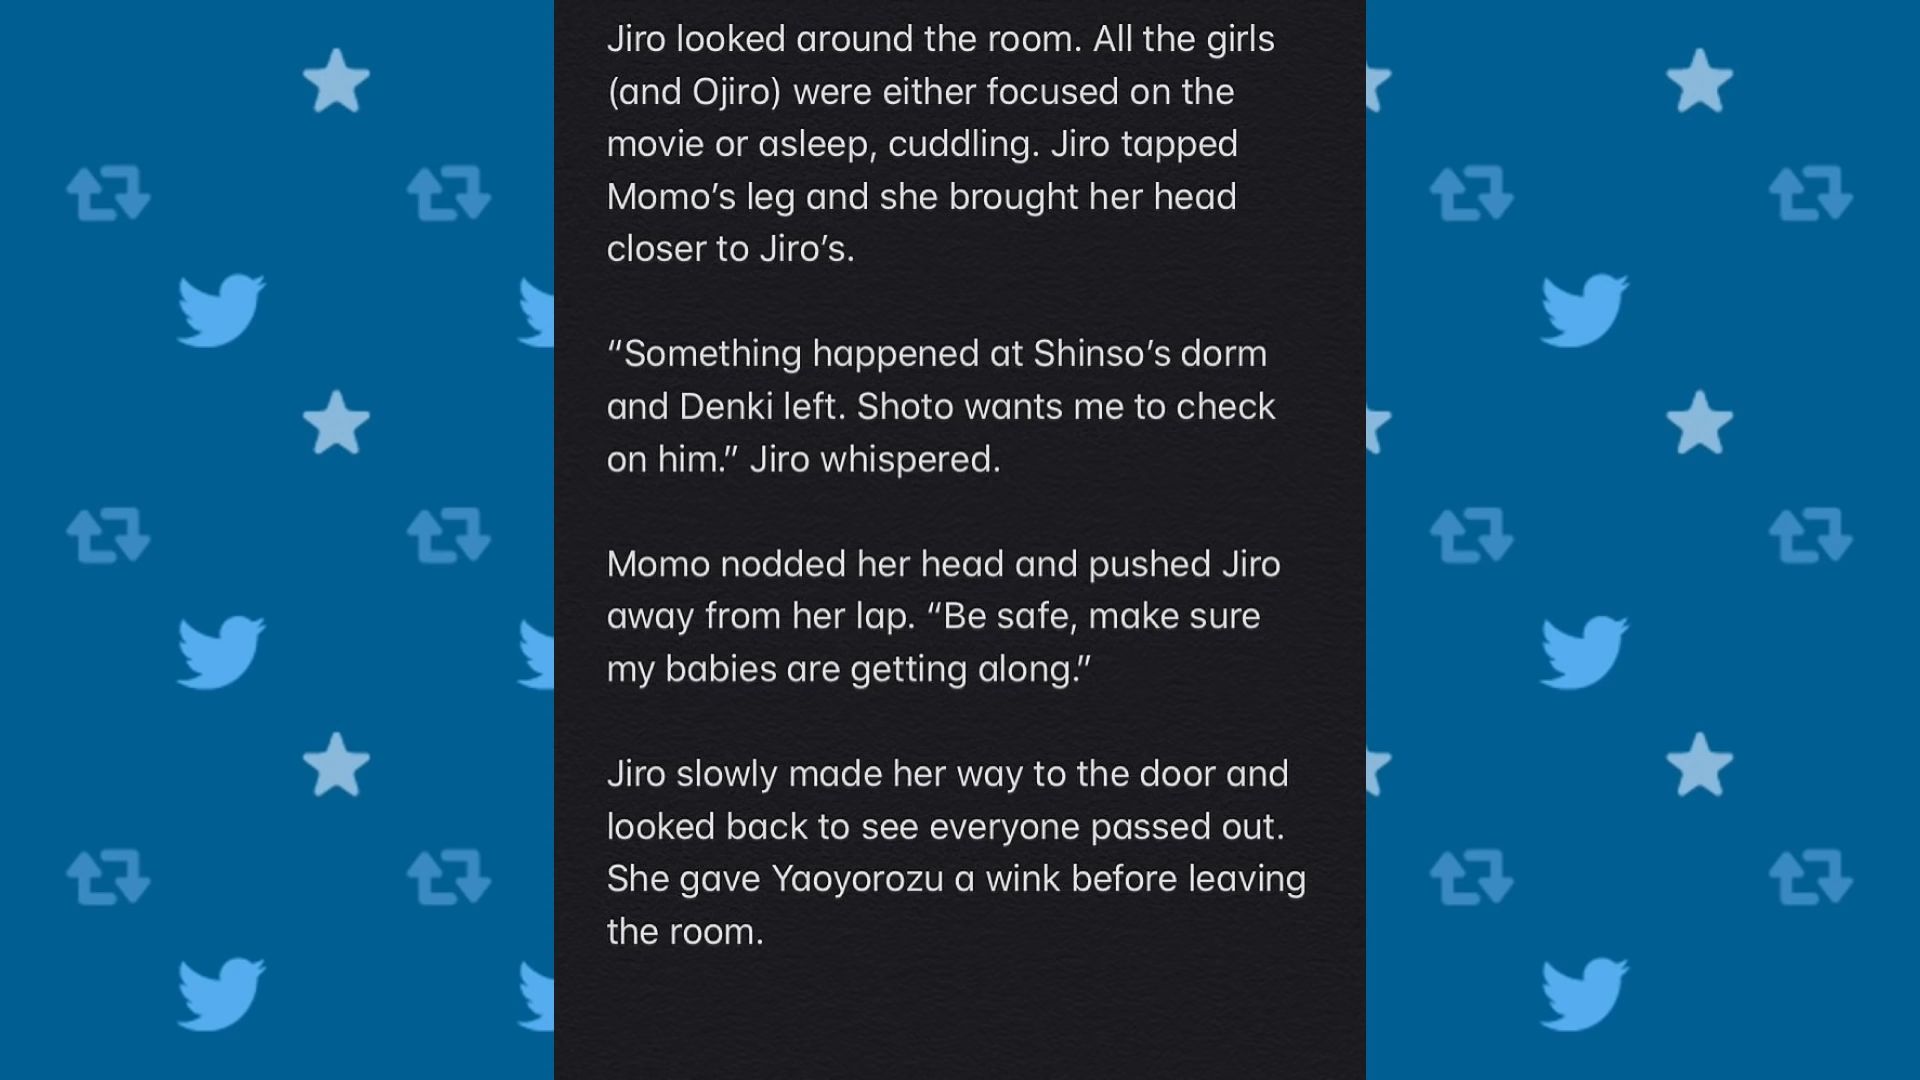 Jiro looked around the room. All the girls
(and Ojiro) were either focused on the
movie or asleep, cuddling. Jiro tapped
Momo’s leg and she brought her head
closer to Jiro’s.
“Something happened at Shinso’s dorm
and Denki left. Shoto wants me to check
on him.” Jiro whispered.
Momo nodded her head and pushed Jiro
away from her lap. “Be safe, make sure
my babies are getting along.”
Jiro slowly made her way to the door and
looked back to see everyone passed out.
She gave Yaoyorozu a wink before leaving
the room.